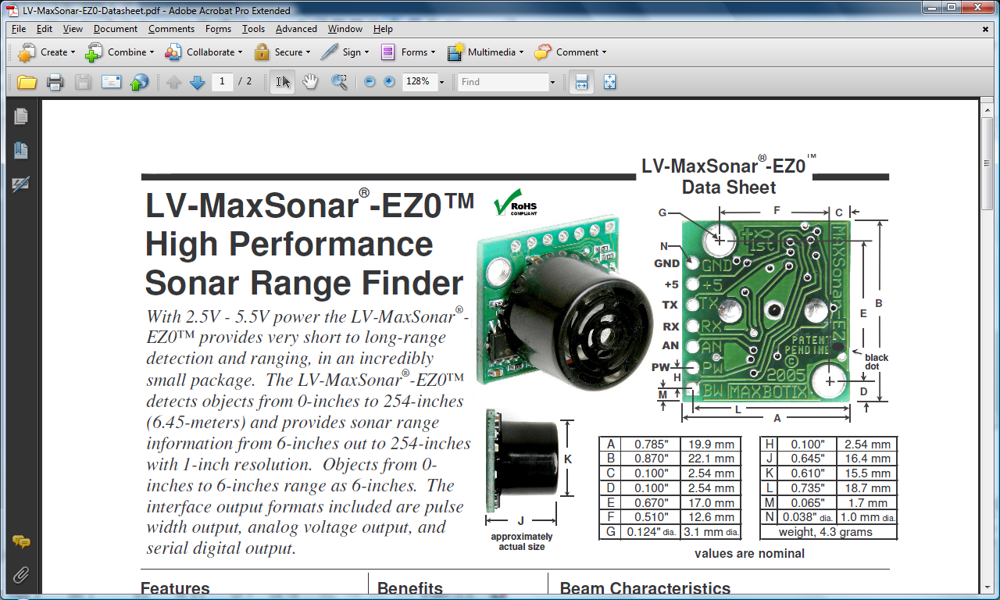 LV-MaxSonar-EZ0-Datasheet.pdf - Adobe Acrobat Pro Extended
File Edit View Document Comments Forms Tools Advanced Window Help
Create Combine Collaborate Secure Sign Forms Multimedia Comment
1 / 2 128% Find
LV-MaxSonar®-EZ0™
Data Sheet
LV-MaxSonar®-EZ0™
High Performance
Sonar Range Finder
RoHS
COMPLIANT
With 2.5V - 5.5V power the LV-MaxSonar®-
EZ0™ provides very short to long-range
detection and ranging, in an incredibly
small package. The LV-MaxSonar®-EZ0™
detects objects from 0-inches to 254-inches
(6.45-meters) and provides sonar range
information from 6-inches out to 254-inches
with 1-inch resolution. Objects from 0-
inches to 6-inches range as 6-inches. The
interface output formats included are pulse
width output, analog voltage output, and
serial digital output.
G
F
C
N
GND
+5
TX
RX
AN
PW
H
M
L
A
B
E
D
black
dot
GND
+5
TX
RX
AN
PW
BW
MAXBOTIX
1st
MaxSonar EZ
PATENT
PENDING
©
2005
K
J
approximately
actual size
A 0.785" 19.9 mm
B 0.870" 22.1 mm
C 0.100" 2.54 mm
D 0.100" 2.54 mm
E 0.670" 17.0 mm
F 0.510" 12.6 mm
G 0.124" dia. 3.1 mm dia.
H 0.100" 2.54 mm
J 0.645" 16.4 mm
K 0.610" 15.5 mm
L 0.735" 18.7 mm
M 0.065" 1.7 mm
N 0.038" dia. 1.0 mm dia.
weight, 4.3 grams
values are nominal
Features
Benefits
Beam Characteristics